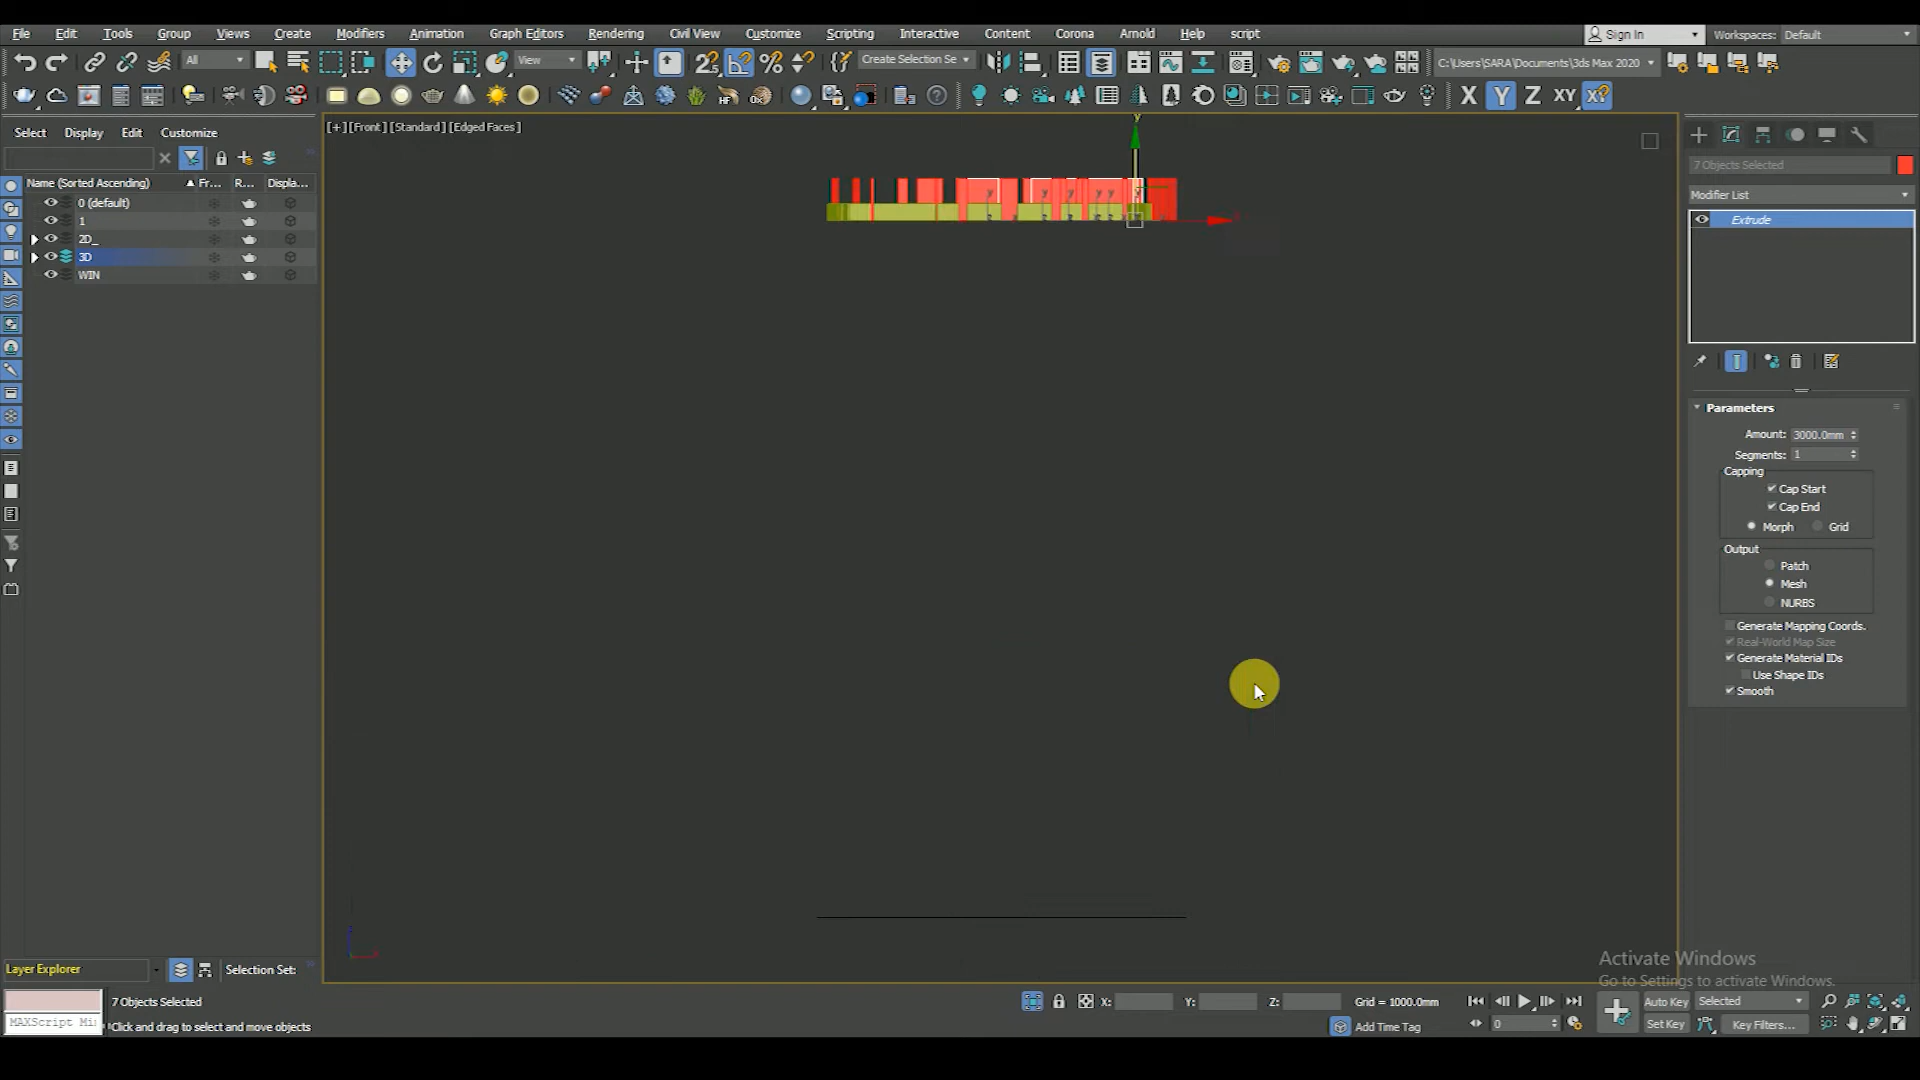 File Edit Tools Group Views Create Modifiers Animation Graph Editors Rendering Civil View Customize Scripting Interactive Content Corona Arnold Help script Sign In Workspaces: Default
All View Create Selection Se C:\Users\SARA\Documents\3ds Max 2020
X Y Z XY
Select Display Edit Customize
[+] [Front] [Standard] [Edged Faces]
7 Objects Selected
Name (Sorted Ascending) Fr... R... Displa...
Modifier List
0 (default)
1
Extrude
2D_
3D
WIN
Parameters
Amount: 3000.0mm
Segments: 1
Capping
Cap Start
Cap End
Morph Grid
Output
Patch
Mesh
NURBS
Generate Mapping Coords.
Real-World Map Size
Generate Material IDs
Use Shape IDs
Smooth
Activate Windows
Go to Settings to activate Windows.
Layer Explorer Selection Set:
7 Objects Selected X: Y: Z: Grid = 1000.0mm Auto Key Selected
MAXScript Mi Click and drag to select and move objects Add Time Tag 0 Set Key Key Filters...